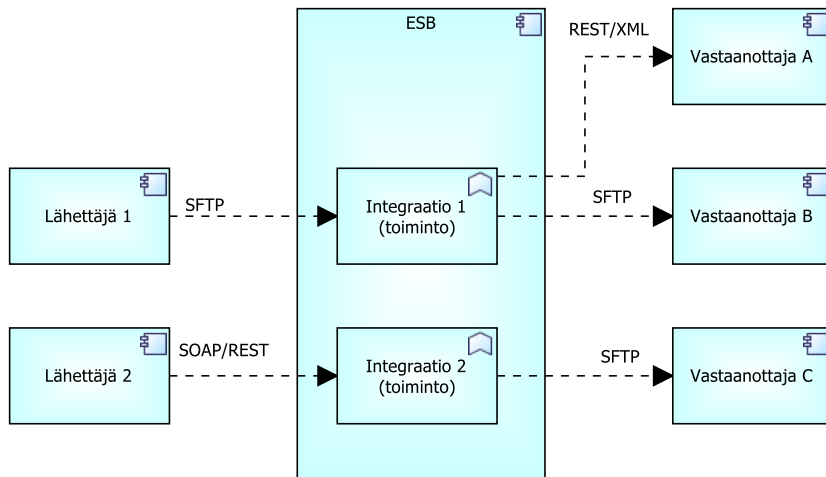 ESB
REST/XML
Vastaanottaja A
Lähettäjä 1
SFTP
Integraatio 1
(toiminto)
SFTP
Vastaanottaja B
Lähettäjä 2
SOAP/REST
Integraatio 2
(toiminto)
SFTP
Vastaanottaja C